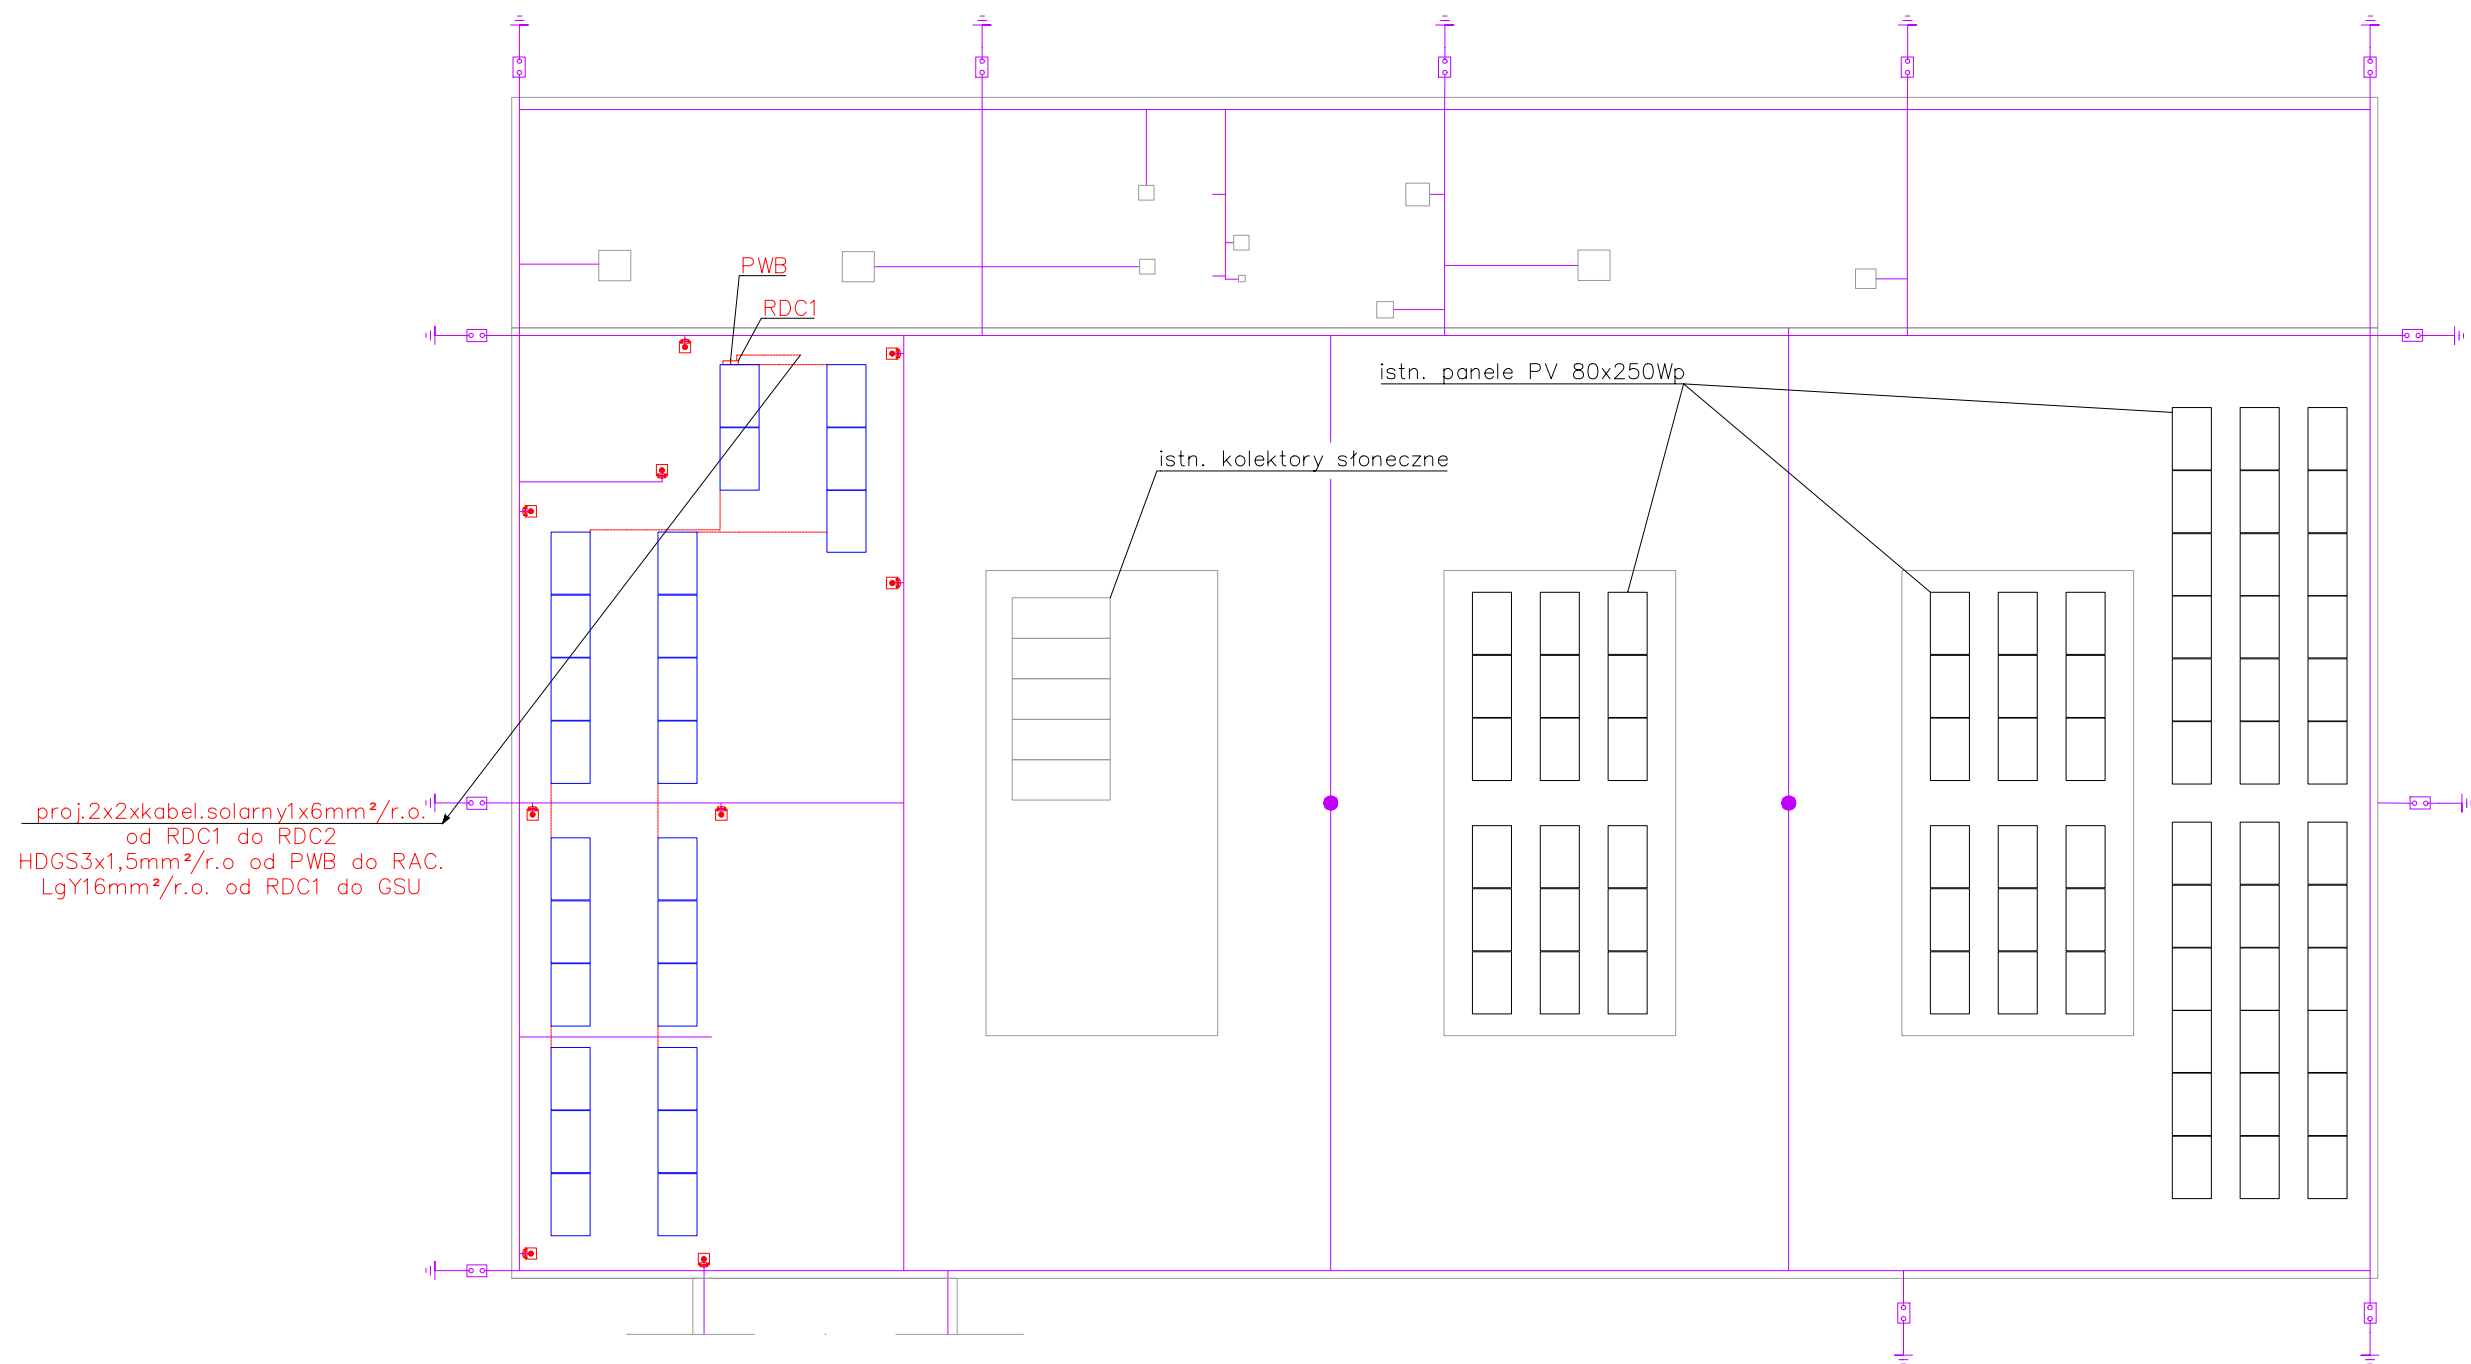 PWB
RDC1
istn. panele PV 80x250Wp
istn. kolektory słoneczne
proj.2x2xkabel.solarny1x6mm²/r.o.
od RDC1 do RDC2
HDGS3x1,5mm²/r.o od PWB do RAC.
LgY16mm²/r.o. od RDC1 do GSU